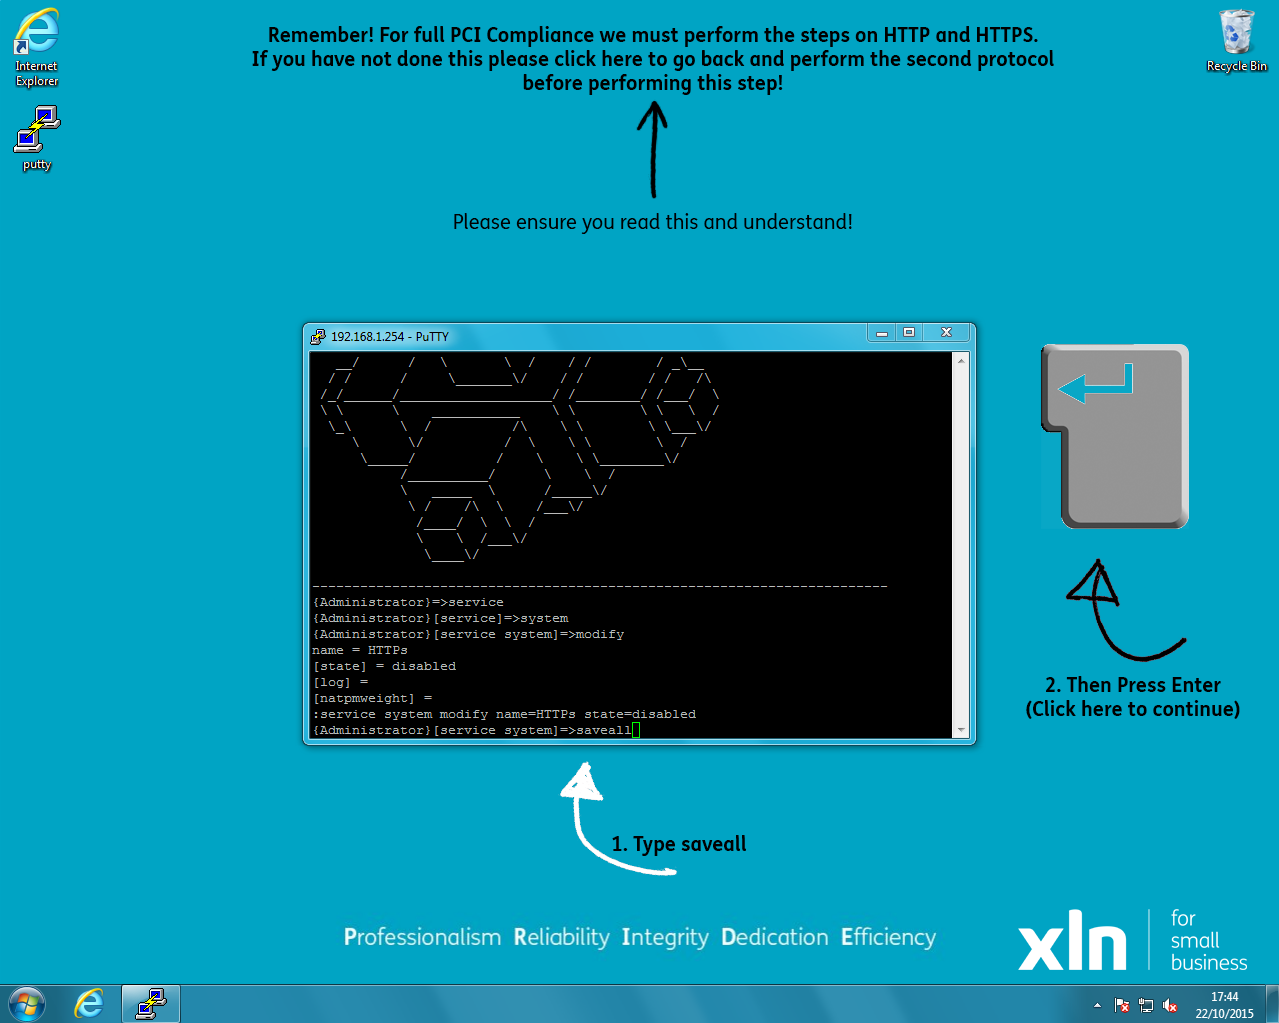 Internet
Explorer
putty
Remember! For full PCI Compliance we must perform the steps on HTTP and HTTPS.
If you have not done this please click here to go back and perform the second protocol
before performing this step!
Recycle Bin
Please ensure you read this and understand!
192.168.1.254 - PuTTY
{Administrator}=>service
{Administrator}[service]=>system
{Administrator}[service system]=>modify
name = HTTPs
[state] = disabled
[log] =
[natpmweight] =
:service system modify name=HTTPs state=disabled
{Administrator}[service system]=>saveall
2. Then Press Enter
(Click here to continue)
1. Type saveall
Professionalism Reliability Integrity Dedication Efficiency
xln
for
small
business
17:44
22/10/2015